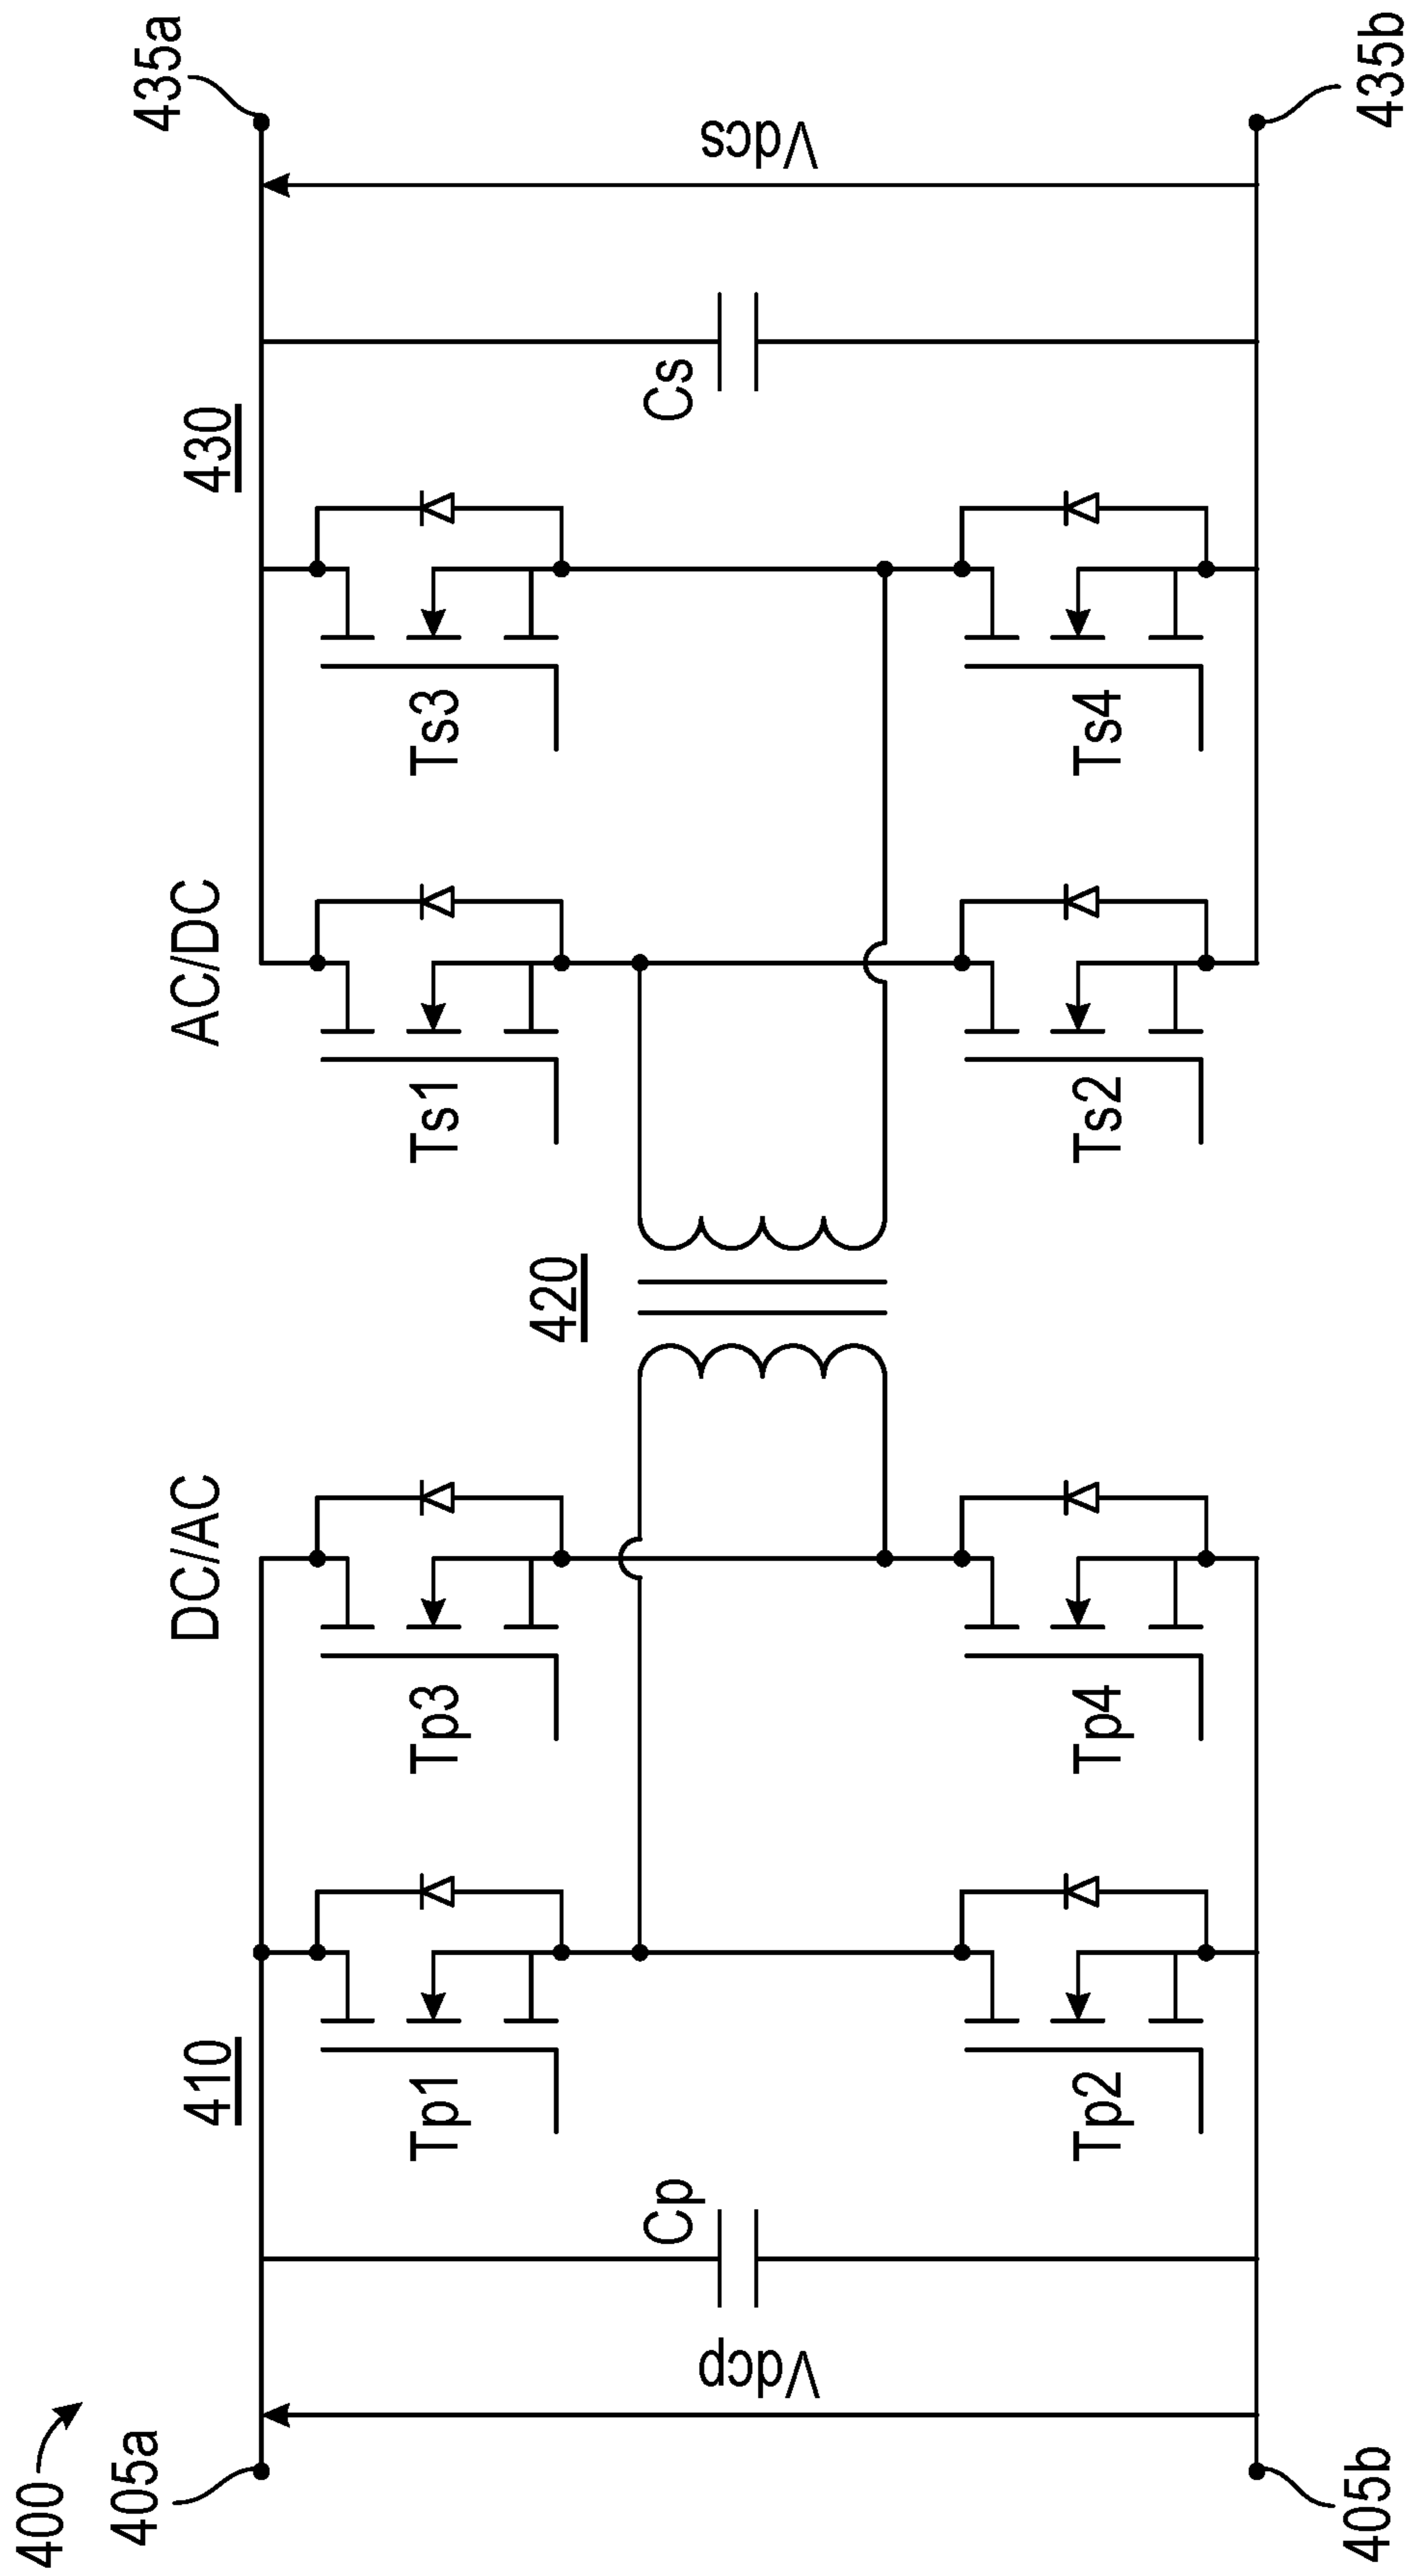 400
405a
405b
Vdcp
Cp
410
DC/AC
Tp1
Tp3
Tp2
Tp4
420
AC/DC
430
Ts1
Ts3
Ts2
Ts4
Cs
Vdcs
435a
435b